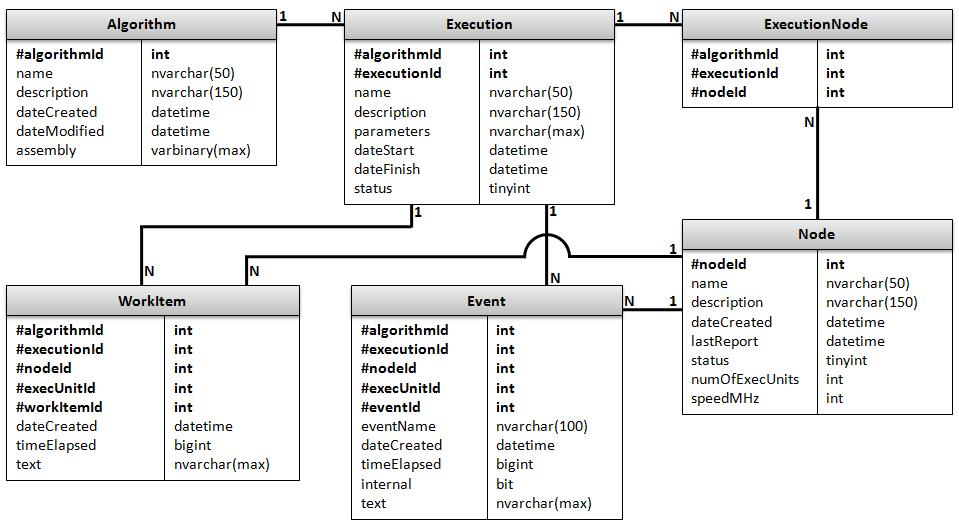 Algorithm
#algorithmId int
name nvarchar(50)
description nvarchar(150)
dateCreated datetime
dateModified datetime
assembly varbinary(max)
1 N
Execution
#algorithmId int
#executionId int
name nvarchar(50)
description nvarchar(150)
parameters nvarchar(max)
dateStart datetime
dateFinish datetime
status tinyint
1 N
ExecutionNode
#algorithmId int
#executionId int
#nodeId int
N
1
1
1
N
N
1
N
N 1
WorkItem
#algorithmId int
#executionId int
#nodeId int
#execUnitId int
#workItemId int
dateCreated datetime
timeElapsed bigint
text nvarchar(max)
Event
#algorithmId int
#executionId int
#nodeId int
#execUnitId int
#eventId int
eventName nvarchar(100)
dateCreated datetime
timeElapsed bigint
internal bit
text nvarchar(max)
Node
#nodeId int
name nvarchar(50)
description nvarchar(150)
dateCreated datetime
lastReport datetime
status tinyint
numOfExecUnits int
speedMHz int